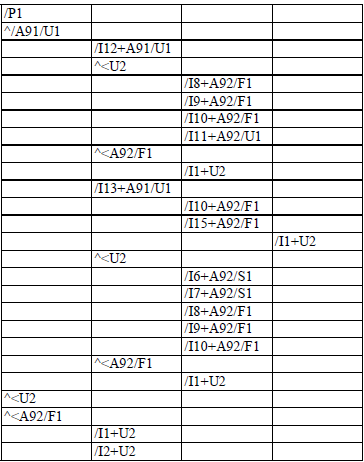 /P1
^/A91/U1
/I12+A91/U1
^<U2
/I8+A92/F1
/I9+A92/F1
/I10+A92/F1
/I11+A92/U1
^<A92/F1
/I1+U2
/I13+A91/U1
/I10+A92/F1
/I15+A92/F1
/I1+U2
^<U2
/I6+A92/S1
/I7+A92/S1
/I8+A92/F1
/I9+A92/F1
/I10+A92/F1
^<A92/F1
/I1+U2
^<U2
^<A92/F1
/I1+U2
/I2+U2